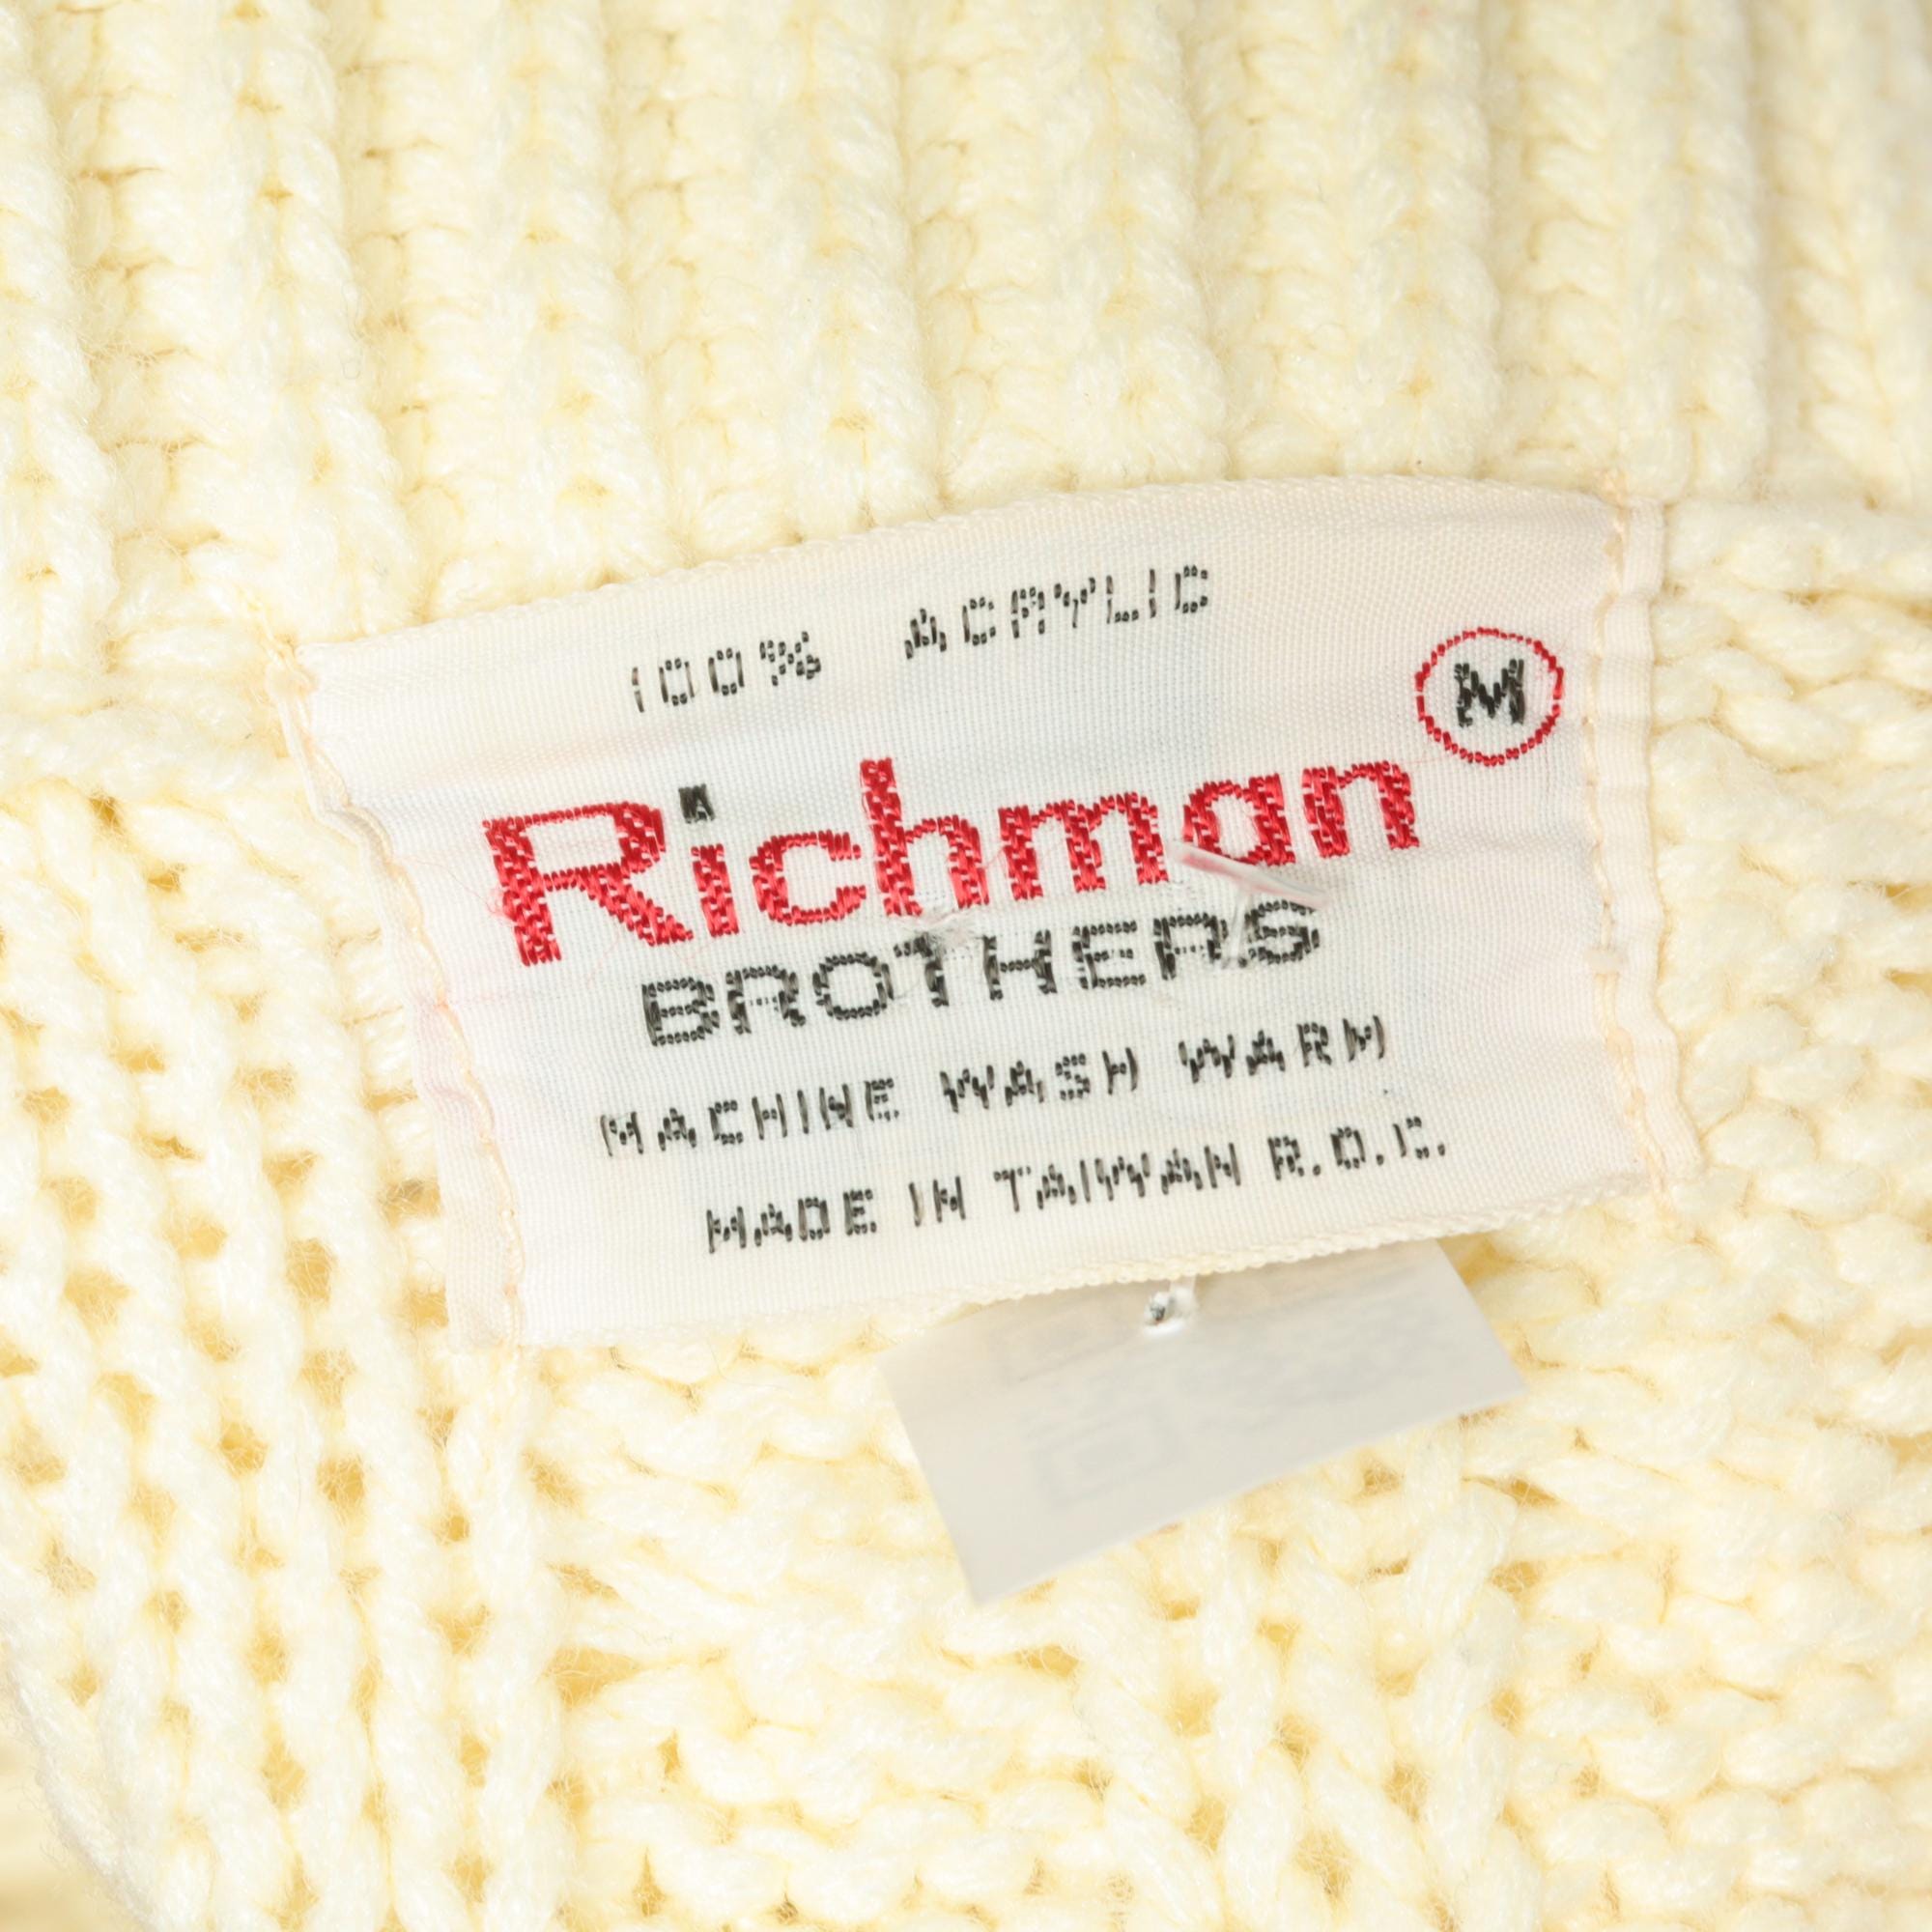 100% ACRYLIC
M
Richman
BROTHERS
MACHINE WASH WARM
MADE IN TAIWAN R.O.C.